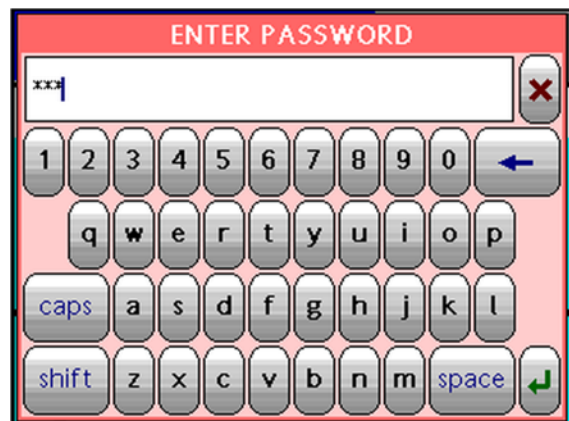 ENTER PASSWORD
***
1 2 3 4 5 6 7 8 9 0
q w e r t y u i o p
caps a s d f g h j k l
shift z x c v b n m space